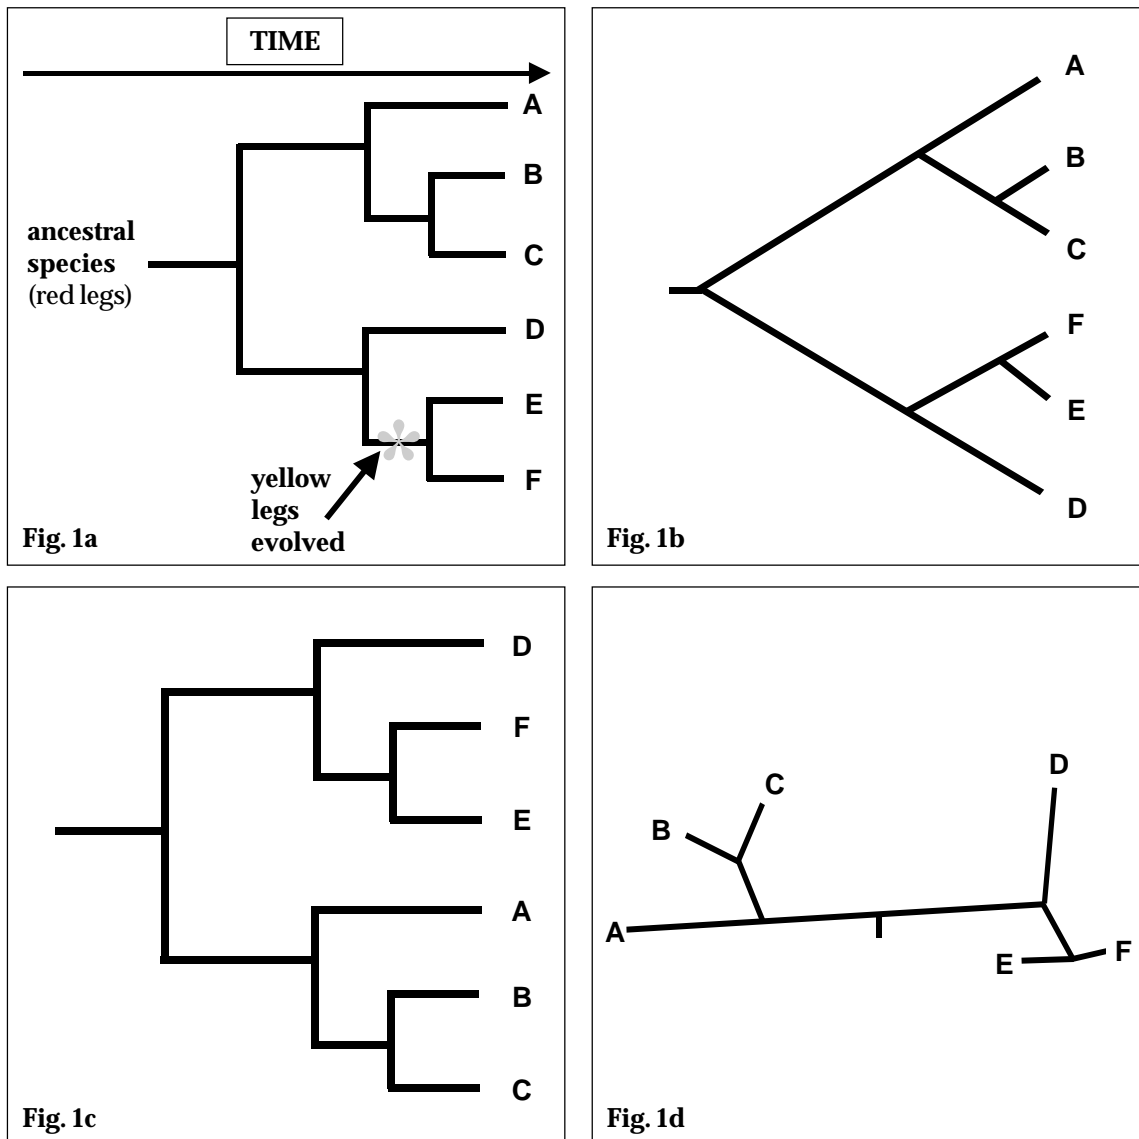 TIME
A
B
ancestral
species
(red legs)
C
D
E
yellow
legs
evolved
F
Fig. 1a
A
B
C
F
E
D
Fig. 1b
D
F
E
A
B
C
Fig. 1c
D
C
B
A
E
F
Fig. 1d